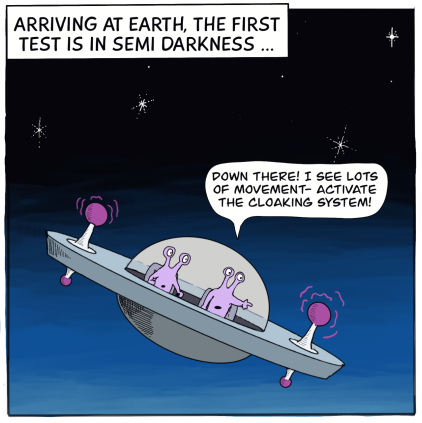 ARRIVING AT EARTH, THE FIRST
TEST IS IN SEMI DARKNESS ...
DOWN THERE! I SEE LOTS
OF MOVEMENT- ACTIVATE
THE CLOAKING SYSTEM!